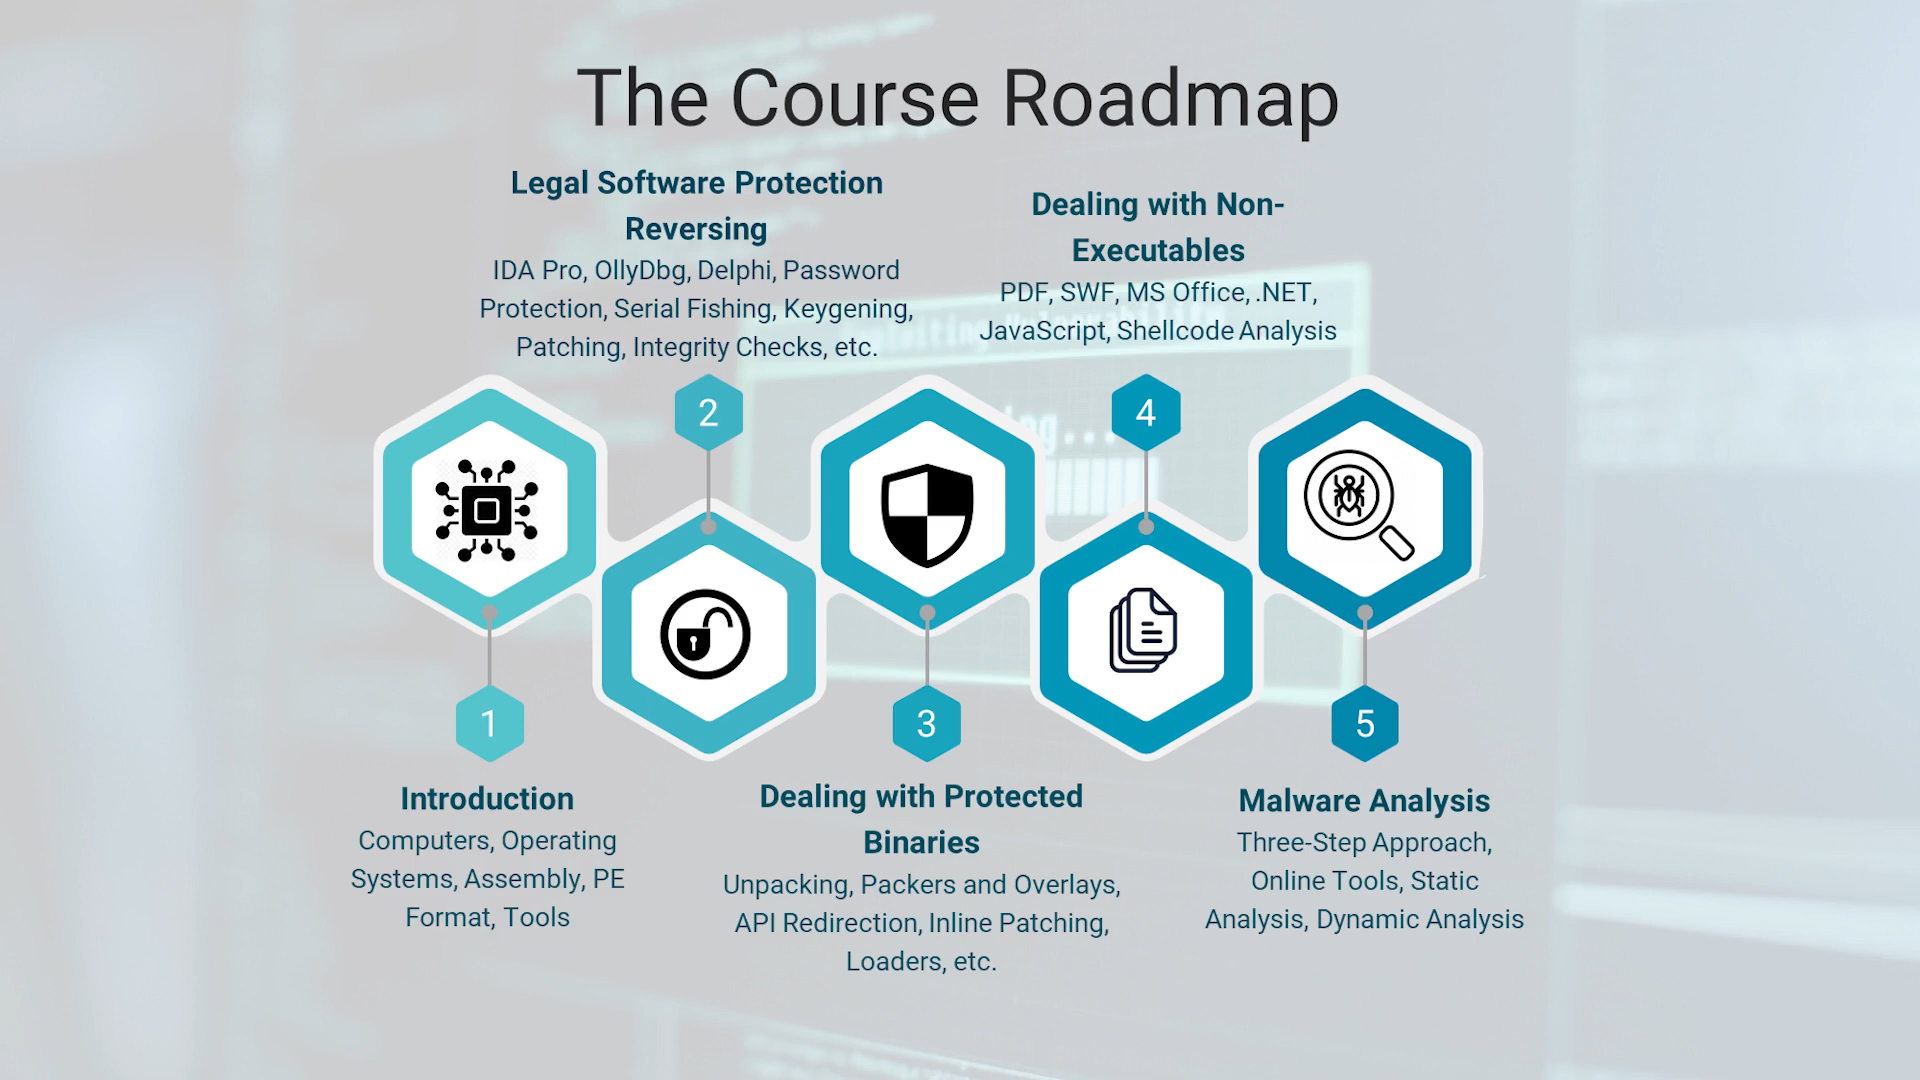 The Course Roadmap
Legal Software Protection
Reversing
IDA Pro, OllyDbg, Delphi, Password
Protection, Serial Fishing, Keygening,
Patching, Integrity Checks, etc.
Dealing with Non-
Executables
PDF, SWF, MS Office, .NET,
JavaScript, Shellcode Analysis
2
4
1
3
5
Introduction
Computers, Operating
Systems, Assembly, PE
Format, Tools
Dealing with Protected
Binaries
Unpacking, Packers and Overlays,
API Redirection, Inline Patching,
Loaders, etc.
Malware Analysis
Three-Step Approach,
Online Tools, Static
Analysis, Dynamic Analysis